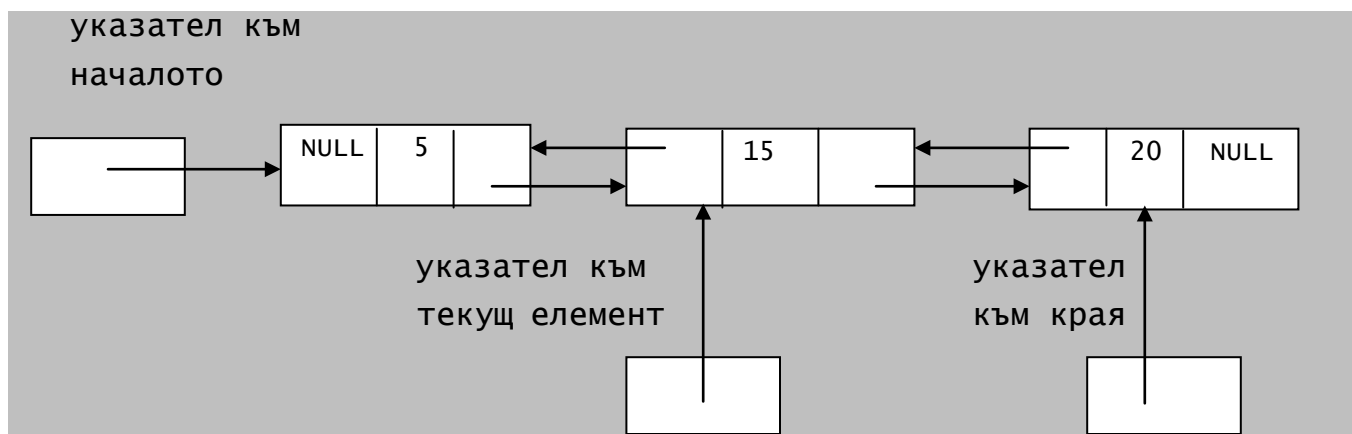 указател към
началото
NULL 5 15 20 NULL
указател към
текущ елемент
указател
към края